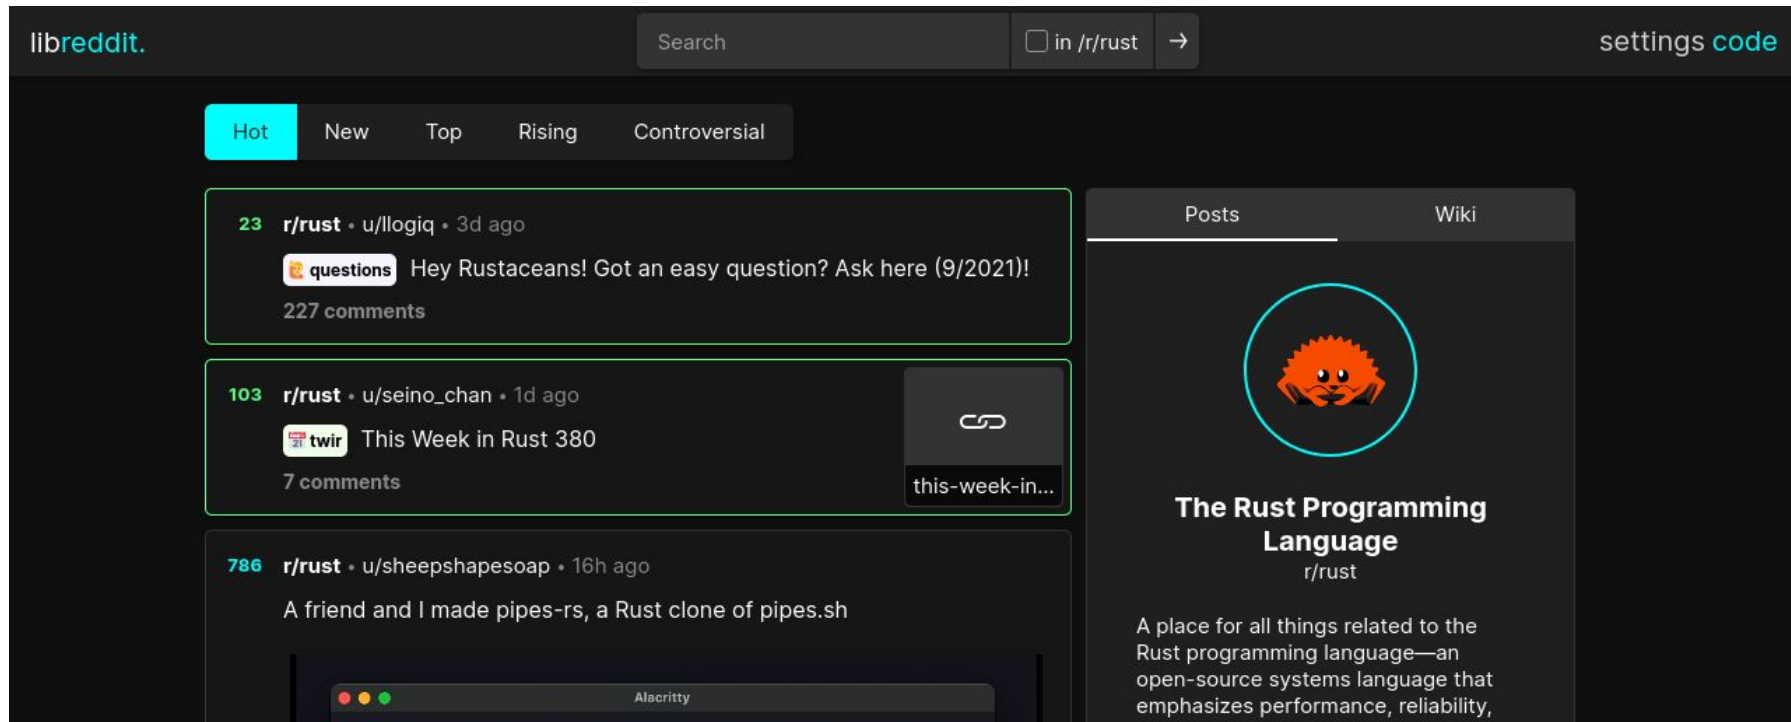 libreddit.
Search
in /r/rust
→
settings code
Hot New Top Rising Controversial
23 r/rust • u/llogiq • 3d ago
questions Hey Rustaceans! Got an easy question? Ask here (9/2021)!
227 comments
103 r/rust • u/seino_chan • 1d ago
21 twir This Week in Rust 380
7 comments
this-week-in...
786 r/rust • u/sheepshapesoap • 16h ago
A friend and I made pipes-rs, a Rust clone of pipes.sh
Alacritty
Posts Wiki
The Rust Programming
Language
r/rust
A place for all things related to the
Rust programming language—an
open-source systems language that
emphasizes performance, reliability,